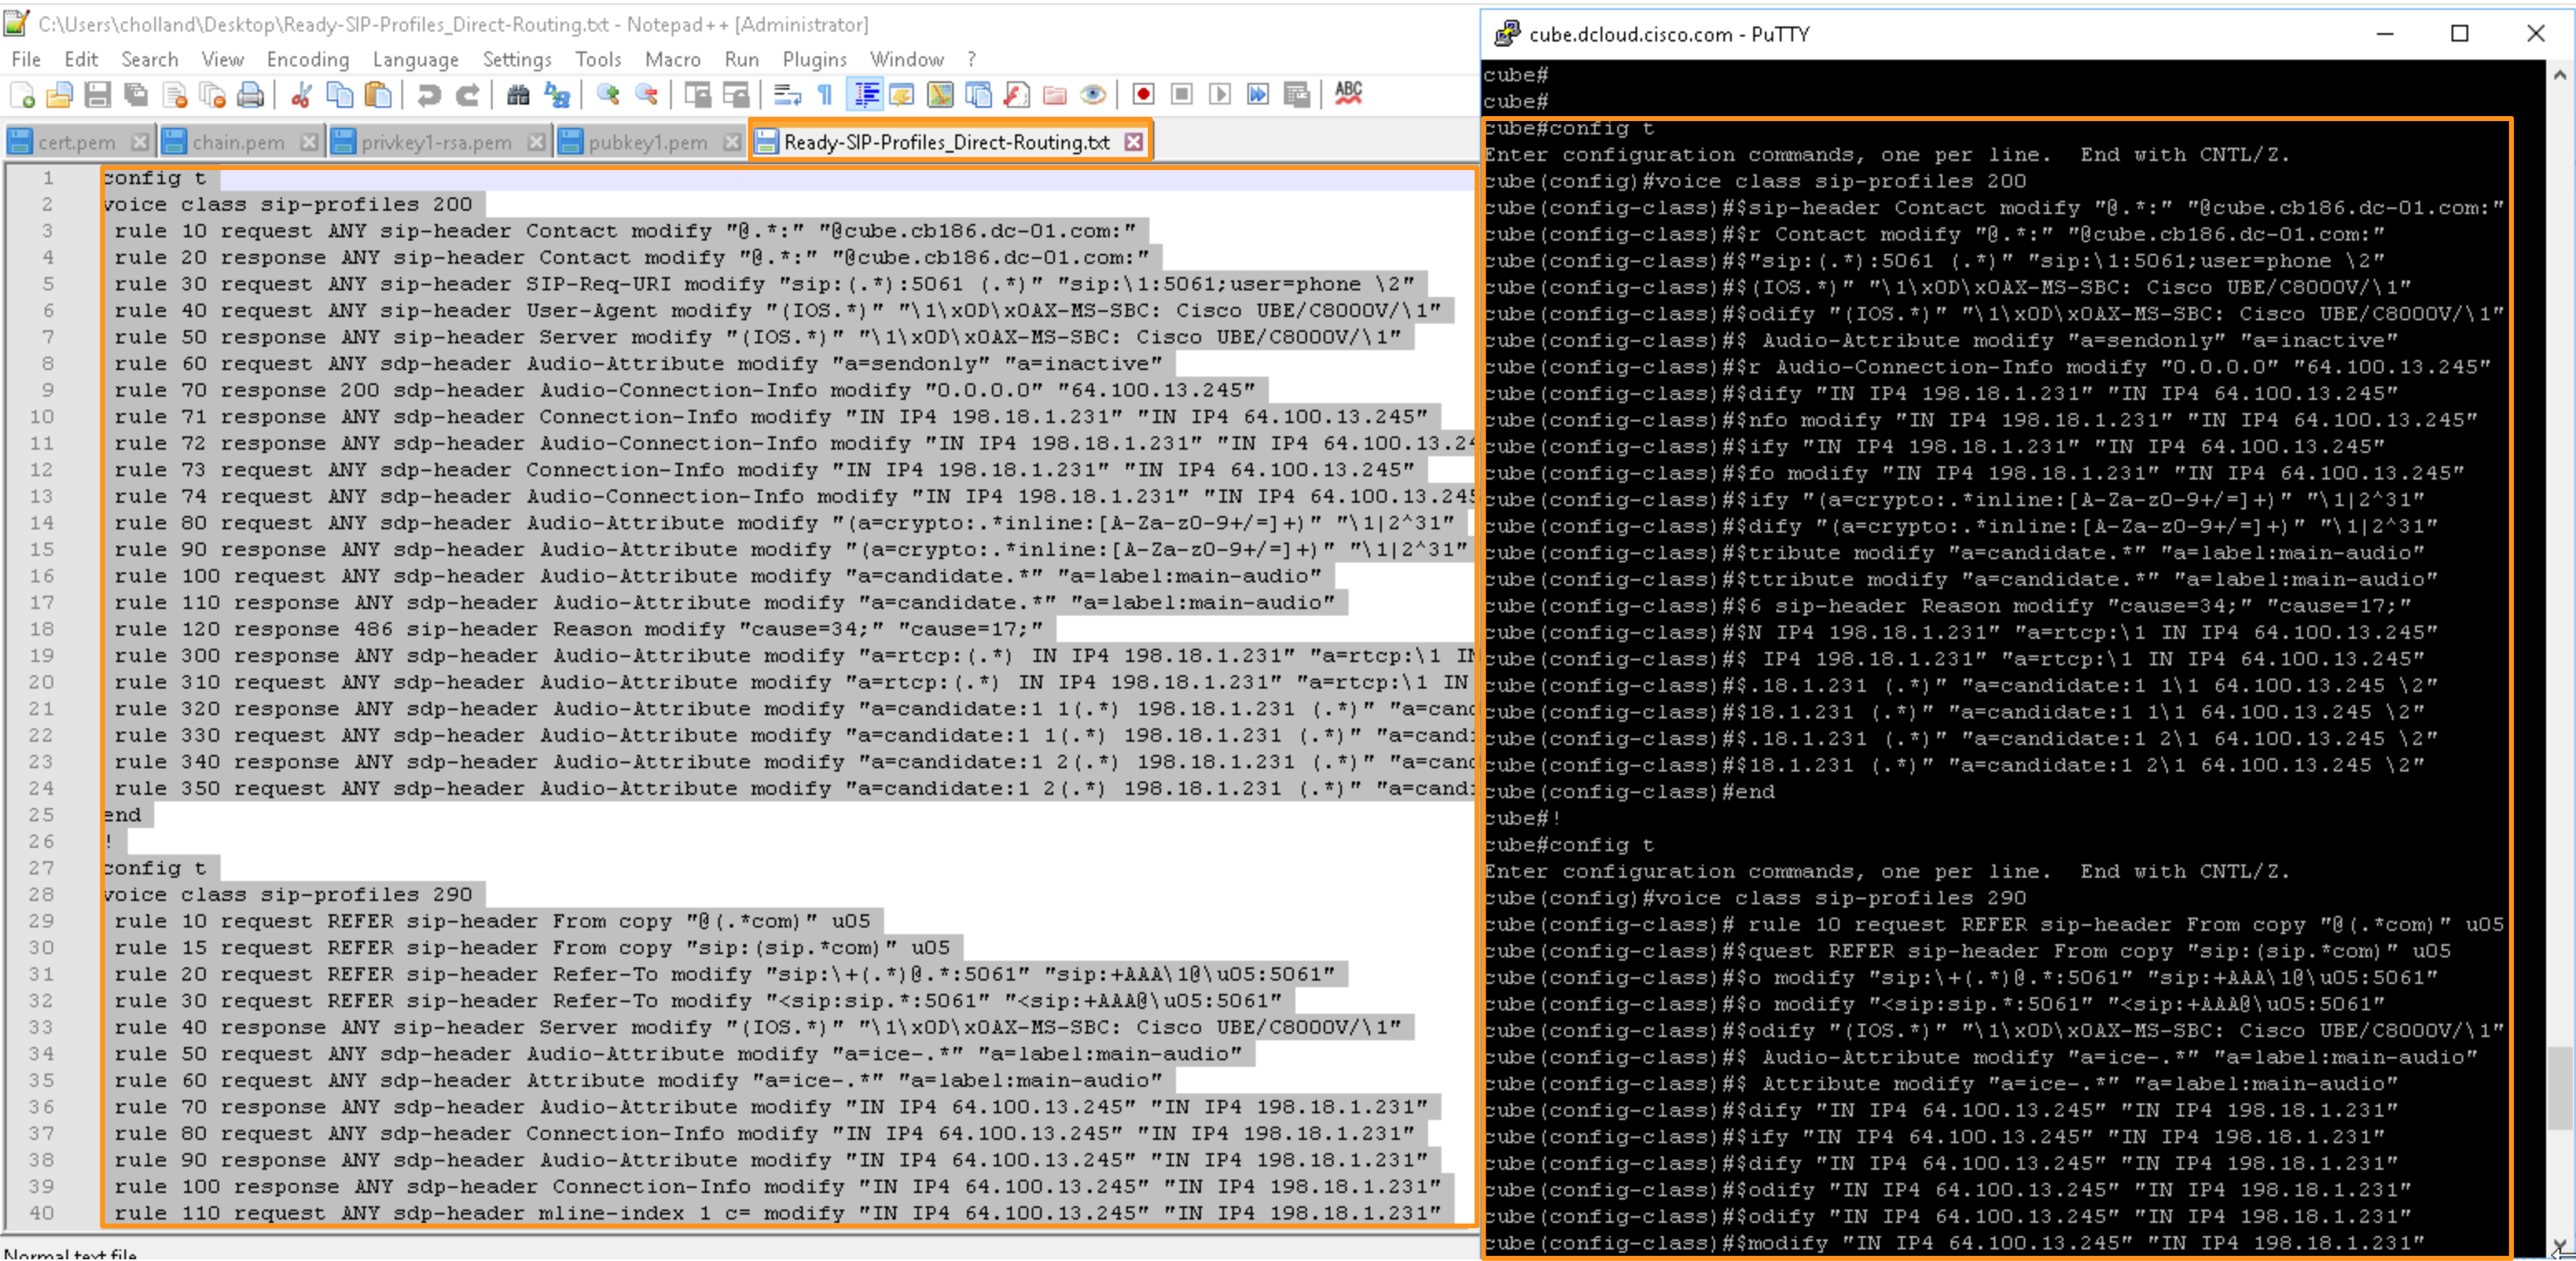 C:\Users\cholland\Desktop\Ready-SIP-Profiles_Direct-Routing.txt - Notepad++ [Administrator]
File Edit Search View Encoding Language Settings Tools Macro Run Plugins Window ?
ABC
cert.pem chain.pem privkey1-rsa.pem pubkey1.pem Ready-SIP-Profiles_Direct-Routing.txt
1 config t
2 voice class sip-profiles 200
3 rule 10 request ANY sip-header Contact modify "@.*:" "@cube.cb186.dc-01.com:"
4 rule 20 response ANY sip-header Contact modify "@.*:" "@cube.cb186.dc-01.com:"
5 rule 30 request ANY sip-header SIP-Req-URI modify "sip:(.*):5061 (.*)" "sip:\1:5061;user=phone \2"
6 rule 40 request ANY sip-header User-Agent modify "(IOS.*)" "\1\x0D\x0AX-MS-SBC: Cisco UBE/C8000V/\1"
7 rule 50 response ANY sip-header Server modify "(IOS.*)" "\1\x0D\x0AX-MS-SBC: Cisco UBE/C8000V/\1"
8 rule 60 request ANY sdp-header Audio-Attribute modify "a=sendonly" "a=inactive"
9 rule 70 response 200 sdp-header Audio-Connection-Info modify "0.0.0.0" "64.100.13.245"
10 rule 71 response ANY sdp-header Connection-Info modify "IN IP4 198.18.1.231" "IN IP4 64.100.13.245"
11 rule 72 response ANY sdp-header Audio-Connection-Info modify "IN IP4 198.18.1.231" "IN IP4 64.100.13.24
12 rule 73 request ANY sdp-header Connection-Info modify "IN IP4 198.18.1.231" "IN IP4 64.100.13.245"
13 rule 74 request ANY sdp-header Audio-Connection-Info modify "IN IP4 198.18.1.231" "IN IP4 64.100.13.245
14 rule 80 request ANY sdp-header Audio-Attribute modify "(a=crypto:.*inline:[A-Za-z0-9+/=]+)" "\1|2^31"
15 rule 90 response ANY sdp-header Audio-Attribute modify "(a=crypto:.*inline:[A-Za-z0-9+/=]+)" "\1|2^31"
16 rule 100 request ANY sdp-header Audio-Attribute modify "a=candidate.*" "a=label:main-audio"
17 rule 110 response ANY sdp-header Audio-Attribute modify "a=candidate.*" "a=label:main-audio"
18 rule 120 response 486 sip-header Reason modify "cause=34;" "cause=17;"
19 rule 300 response ANY sdp-header Audio-Attribute modify "a=rtcp:(.*) IN IP4 198.18.1.231" "a=rtcp:\1 IN
20 rule 310 request ANY sdp-header Audio-Attribute modify "a=rtcp:(.*) IN IP4 198.18.1.231" "a=rtcp:\1 IN
21 rule 320 response ANY sdp-header Audio-Attribute modify "a=candidate:1 1(.*) 198.18.1.231 (.*)" "a=cand
22 rule 330 request ANY sdp-header Audio-Attribute modify "a=candidate:1 1(.*) 198.18.1.231 (.*)" "a=candi
23 rule 340 response ANY sdp-header Audio-Attribute modify "a=candidate:1 2(.*) 198.18.1.231 (.*)" "a=cand
24 rule 350 request ANY sdp-header Audio-Attribute modify "a=candidate:1 2(.*) 198.18.1.231 (.*)" "a=candi
25 end
26 !
27 config t
28 voice class sip-profiles 290
29 rule 10 request REFER sip-header From copy "@(.*com)" u05
30 rule 15 request REFER sip-header From copy "sip:(sip.*com)" u05
31 rule 20 request REFER sip-header Refer-To modify "sip:\+(.*)@.*:5061" "sip:+AAA\1@\u05:5061"
32 rule 30 request REFER sip-header Refer-To modify "<sip:sip.*:5061" "<sip:+AAA@\u05:5061"
33 rule 40 response ANY sip-header Server modify "(IOS.*)" "\1\x0D\x0AX-MS-SBC: Cisco UBE/C8000V/\1"
34 rule 50 request ANY sdp-header Audio-Attribute modify "a=ice-.*" "a=label:main-audio"
35 rule 60 request ANY sdp-header Attribute modify "a=ice-.*" "a=label:main-audio"
36 rule 70 response ANY sdp-header Audio-Attribute modify "IN IP4 64.100.13.245" "IN IP4 198.18.1.231"
37 rule 80 request ANY sdp-header Connection-Info modify "IN IP4 64.100.13.245" "IN IP4 198.18.1.231"
38 rule 90 request ANY sdp-header Audio-Attribute modify "IN IP4 64.100.13.245" "IN IP4 198.18.1.231"
39 rule 100 response ANY sdp-header Connection-Info modify "IN IP4 64.100.13.245" "IN IP4 198.18.1.231"
40 rule 110 request ANY sdp-header mline-index 1 c= modify "IN IP4 64.100.13.245" "IN IP4 198.18.1.231"
Normal text file
cube.dcloud.cisco.com - PuTTY
cube#
cube#
cube#config t
Enter configuration commands, one per line. End with CNTL/Z.
cube(config)#voice class sip-profiles 200
cube(config-class)#$sip-header Contact modify "@.*:" "@cube.cb186.dc-01.com:"
cube(config-class)#$r Contact modify "@.*:" "@cube.cb186.dc-01.com:"
cube(config-class)#$"sip:(.*):5061 (.*)" "sip:\1:5061;user=phone \2"
cube(config-class)#$(IOS.*)" "\1\x0D\x0AX-MS-SBC: Cisco UBE/C8000V/\1"
cube(config-class)#$odify "(IOS.*)" "\1\x0D\x0AX-MS-SBC: Cisco UBE/C8000V/\1"
cube(config-class)#$ Audio-Attribute modify "a=sendonly" "a=inactive"
cube(config-class)#$r Audio-Connection-Info modify "0.0.0.0" "64.100.13.245"
cube(config-class)#$dify "IN IP4 198.18.1.231" "IN IP4 64.100.13.245"
cube(config-class)#$nfo modify "IN IP4 198.18.1.231" "IN IP4 64.100.13.245"
cube(config-class)#$ify "IN IP4 198.18.1.231" "IN IP4 64.100.13.245"
cube(config-class)#$fo modify "IN IP4 198.18.1.231" "IN IP4 64.100.13.245"
cube(config-class)#$ify "(a=crypto:.*inline:[A-Za-z0-9+/=]+)" "\1|2^31"
cube(config-class)#$dify "(a=crypto:.*inline:[A-Za-z0-9+/=]+)" "\1|2^31"
cube(config-class)#$tribute modify "a=candidate.*" "a=label:main-audio"
cube(config-class)#$ttribute modify "a=candidate.*" "a=label:main-audio"
cube(config-class)#$6 sip-header Reason modify "cause=34;" "cause=17;"
cube(config-class)#$N IP4 198.18.1.231" "a=rtcp:\1 IN IP4 64.100.13.245"
cube(config-class)#$ IP4 198.18.1.231" "a=rtcp:\1 IN IP4 64.100.13.245"
cube(config-class)#$.18.1.231 (.*)" "a=candidate:1 1\1 64.100.13.245 \2"
cube(config-class)#$18.1.231 (.*)" "a=candidate:1 1\1 64.100.13.245 \2"
cube(config-class)#$.18.1.231 (.*)" "a=candidate:1 2\1 64.100.13.245 \2"
cube(config-class)#$18.1.231 (.*)" "a=candidate:1 2\1 64.100.13.245 \2"
cube(config-class)#end
cube#!
cube#config t
Enter configuration commands, one per line. End with CNTL/Z.
cube(config)#voice class sip-profiles 290
cube(config-class)# rule 10 request REFER sip-header From copy "@(.*com)" u05
cube(config-class)#$quest REFER sip-header From copy "sip:(sip.*com)" u05
cube(config-class)#$o modify "sip:\+(.*)@.*:5061" "sip:+AAA\1@\u05:5061"
cube(config-class)#$o modify "<sip:sip.*:5061" "<sip:+AAA@\u05:5061"
cube(config-class)#$odify "(IOS.*)" "\1\x0D\x0AX-MS-SBC: Cisco UBE/C8000V/\1"
cube(config-class)#$ Audio-Attribute modify "a=ice-.*" "a=label:main-audio"
cube(config-class)#$ Attribute modify "a=ice-.*" "a=label:main-audio"
cube(config-class)#$dify "IN IP4 64.100.13.245" "IN IP4 198.18.1.231"
cube(config-class)#$ify "IN IP4 64.100.13.245" "IN IP4 198.18.1.231"
cube(config-class)#$dify "IN IP4 64.100.13.245" "IN IP4 198.18.1.231"
cube(config-class)#$odify "IN IP4 64.100.13.245" "IN IP4 198.18.1.231"
cube(config-class)#$odify "IN IP4 64.100.13.245" "IN IP4 198.18.1.231"
cube(config-class)#$modify "IN IP4 64.100.13.245" "IN IP4 198.18.1.231"